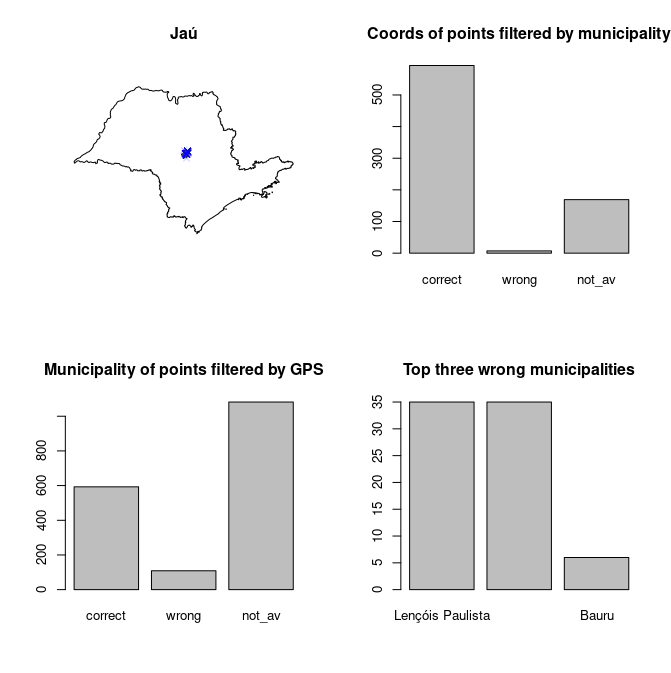 Jaú
Coords of points filtered by municipality
500
300
100
0
correct wrong not_av
Municipality of points filtered by GPS
800
600
400
200
0
correct wrong not_av
Top three wrong municipalities
35
30
25
20
15
10
5
0
Lençóis Paulista Bauru